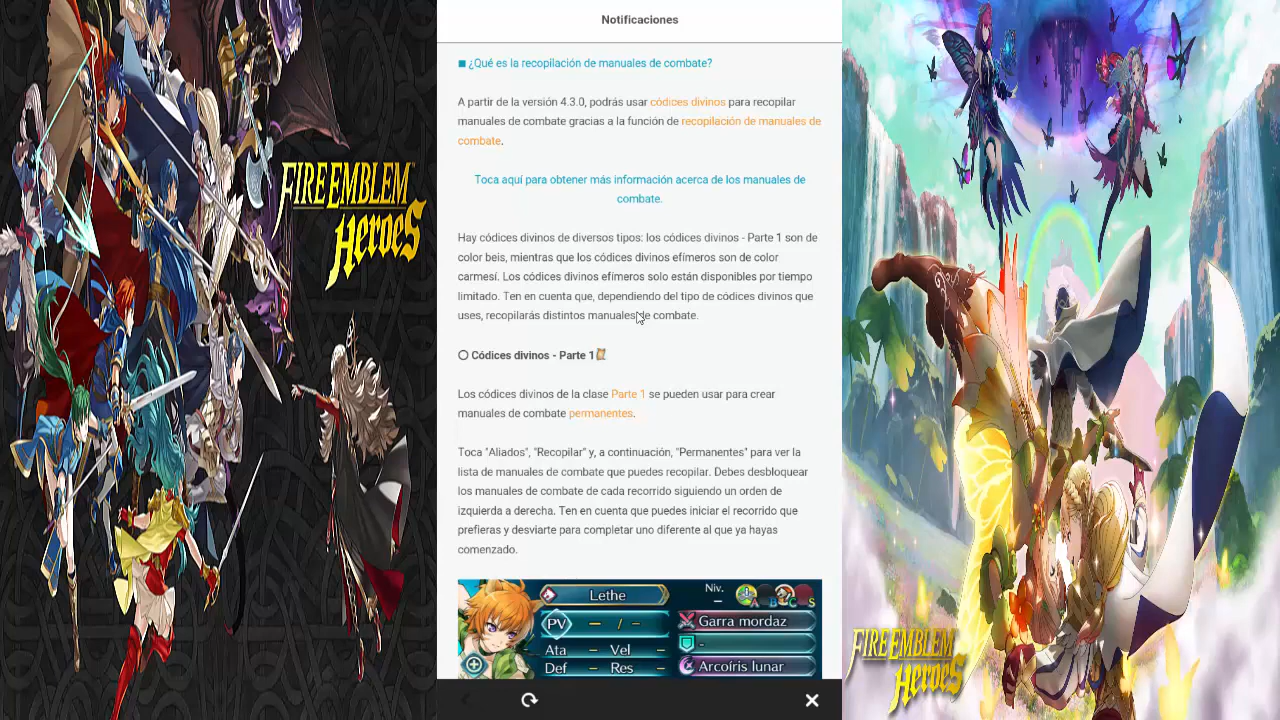 Notificaciones
FIRE EMBLEM
Heroes
■ ¿Qué es la recopilación de manuales de combate?
A partir de la versión 4.3.0, podrás usar códices divinos para recopilar
manuales de combate gracias a la función de recopilación de manuales de
combate.
Toca aquí para obtener más información acerca de los manuales de
combate.
Hay códices divinos de diversos tipos: los códices divinos - Parte 1 son de
color beis, mientras que los códices divinos efímeros son de color
carmesí. Los códices divinos efímeros solo están disponibles por tiempo
limitado. Ten en cuenta que, dependiendo del tipo de códices divinos que
uses, recopilarás distintos manuales de combate.
○ Códices divinos - Parte 1
Los códices divinos de la clase Parte 1 se pueden usar para crear
manuales de combate permanentes.
Toca "Aliados", "Recopilar" y, a continuación, "Permanentes" para ver la
lista de manuales de combate que puedes recopilar. Debes desbloquear
los manuales de combate de cada recorrido siguiendo un orden de
izquierda a derecha. Ten en cuenta que puedes iniciar el recorrido que
prefieras y desviarte para completar uno diferente al que ya hayas
comenzado.
Lethe
Niv.
–
A B C S
PV – / –
Garra mordaz
Ata – Vel –
-
Def – Res –
Arcoíris lunar
FIRE EMBLEM
Heroes